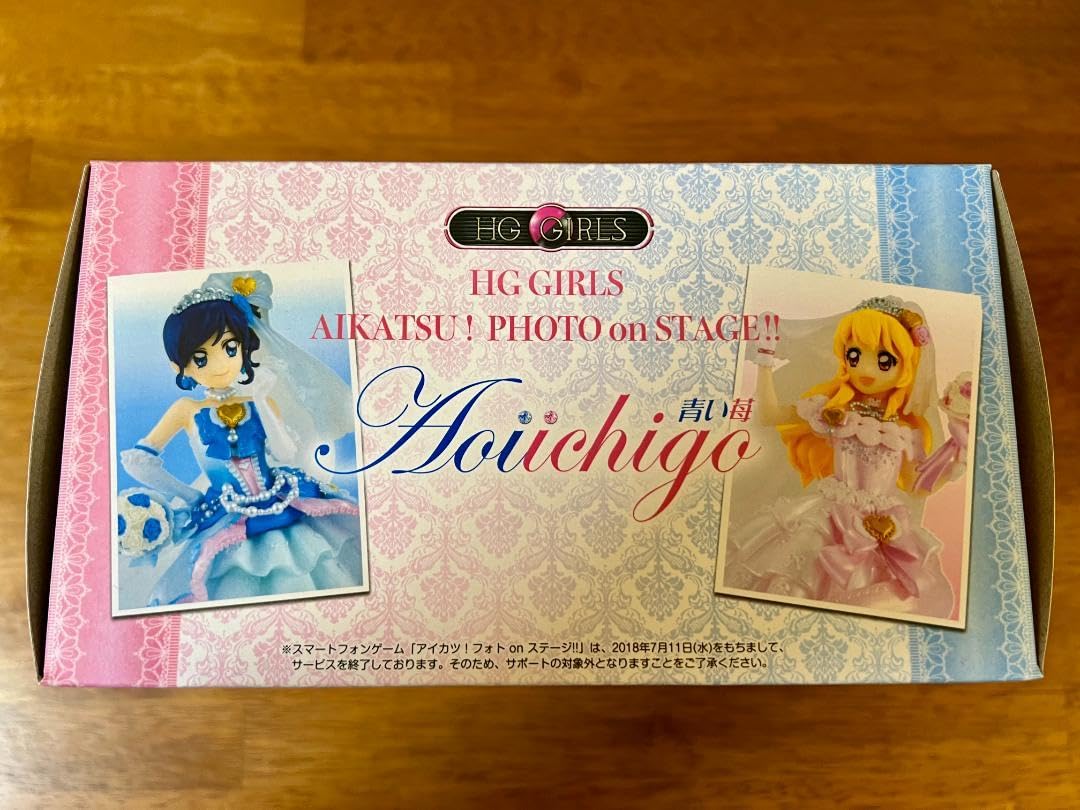 HG GIRLS
HG GIRLS
AIKATSU! PHOTO on STAGE!!
青い苺
Aoiichigo
※スマートフォンゲーム「アイカツ！フォト on ステージ!!」は、2018年7月11日(水)をもちまして、
サービスを終了しております。そのため、サポートの対象外となりますことをご了承ください。